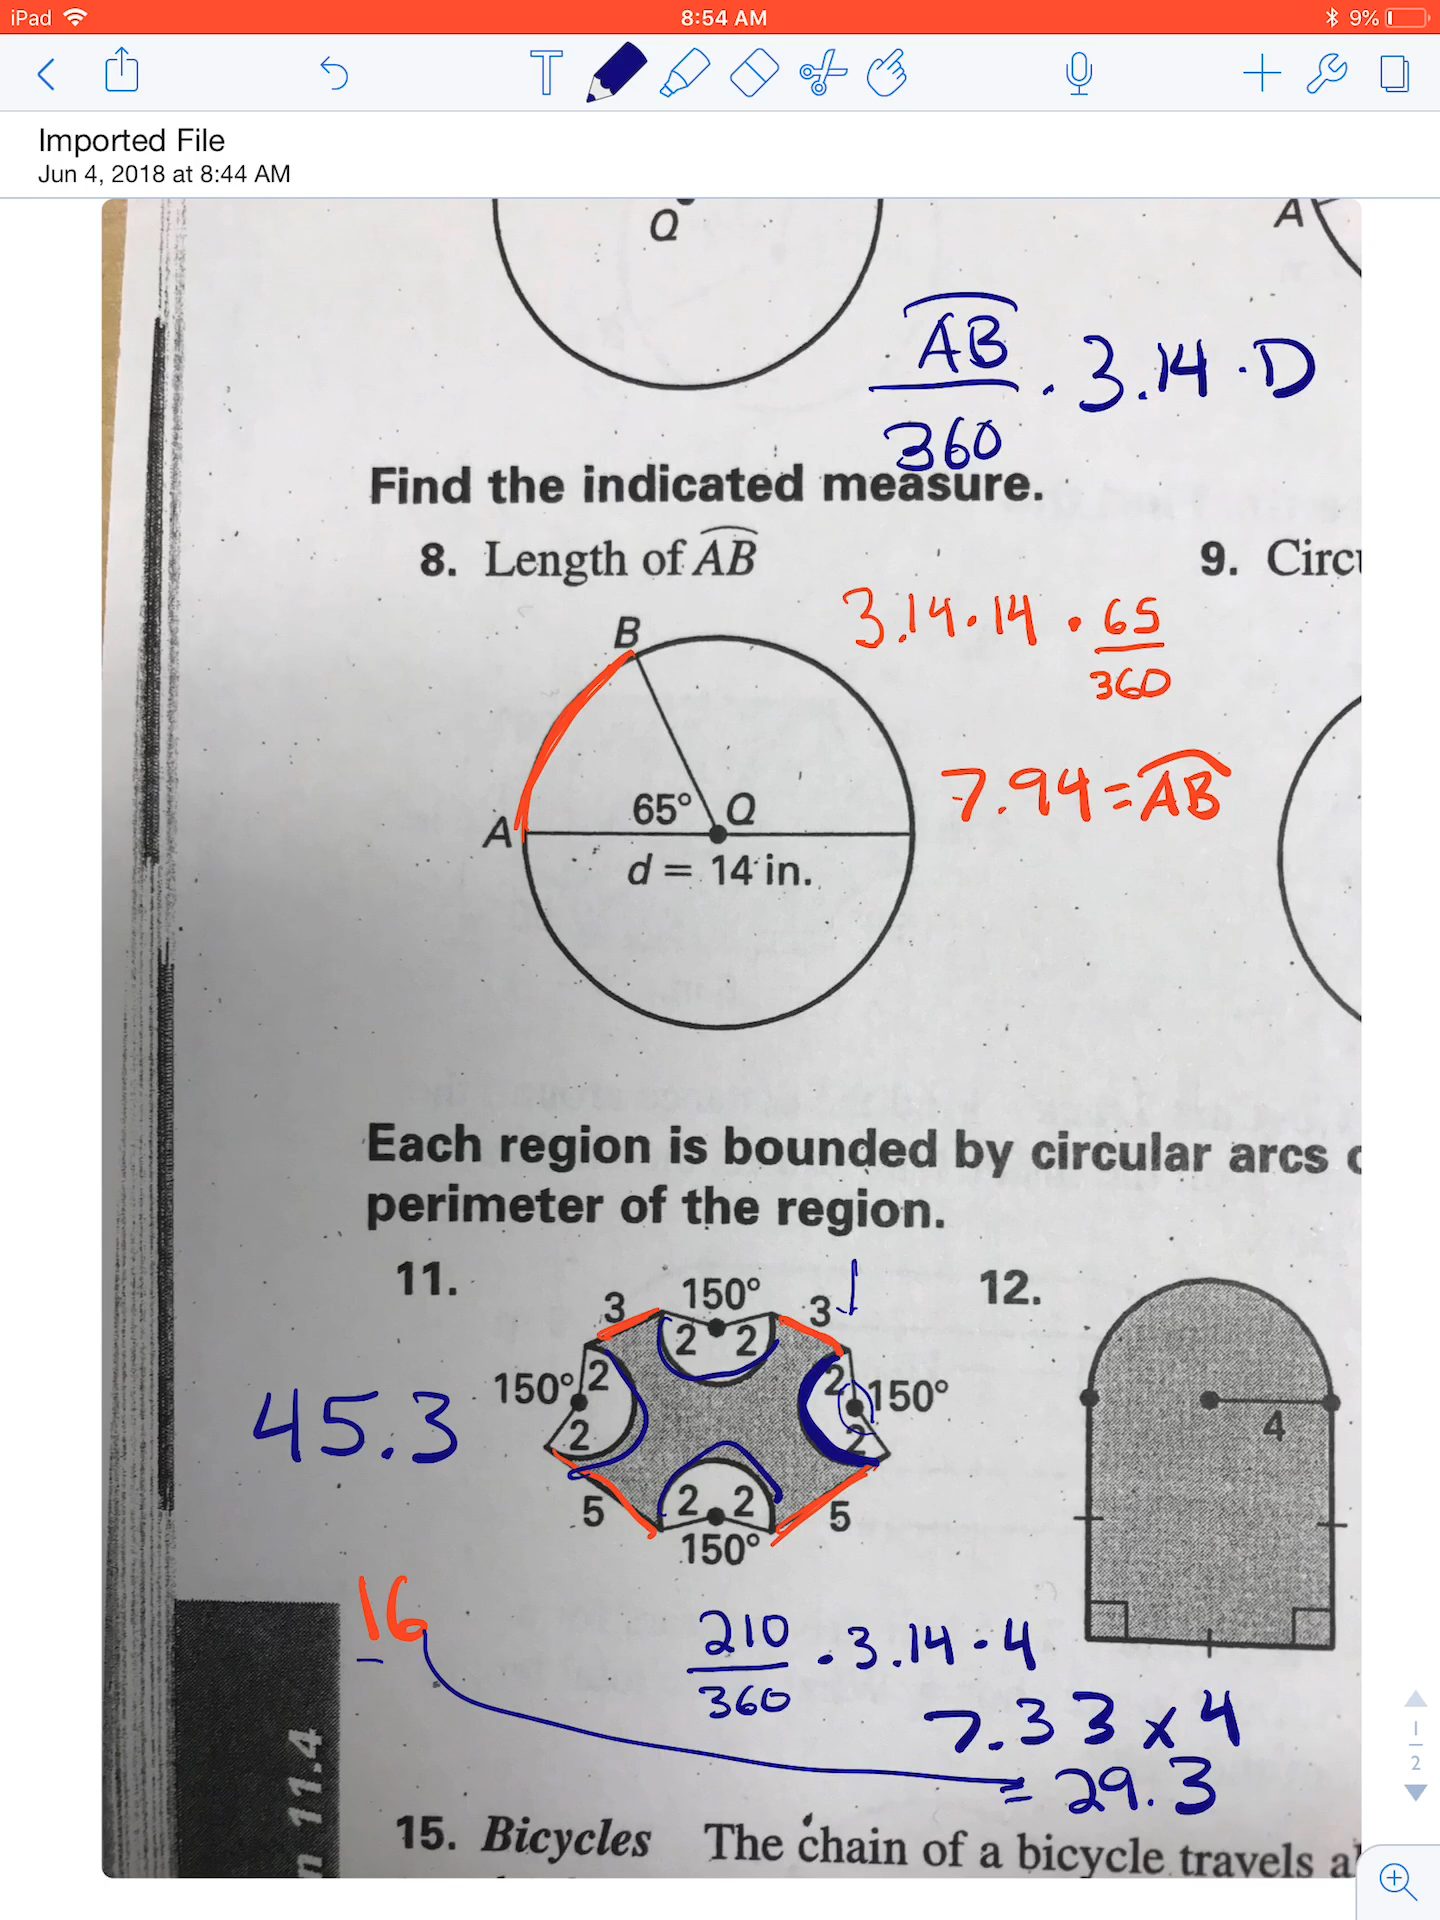 iPad
8:54 AM
9%
T
Imported File
Jun 4, 2018 at 8:44 AM
Q
A
AB
360
· 3.14 · D
Find the indicated measure.
8. Length of AB
9. Circu
3.14 · 14 · 65
360
B
7.94 = AB
65° Q
A
d = 14 in.
Each region is bounded by circular arcs
perimeter of the region.
11.
12.
3 150° 3
2 2
150° 2
2 150°
45.3
2
2
4
5 2 2 5
150°
16
210
360
· 3.14 · 4
7.33 x 4
= 29.3
1
2
n 11.4
15. Bicycles The chain of a bicycle travels a